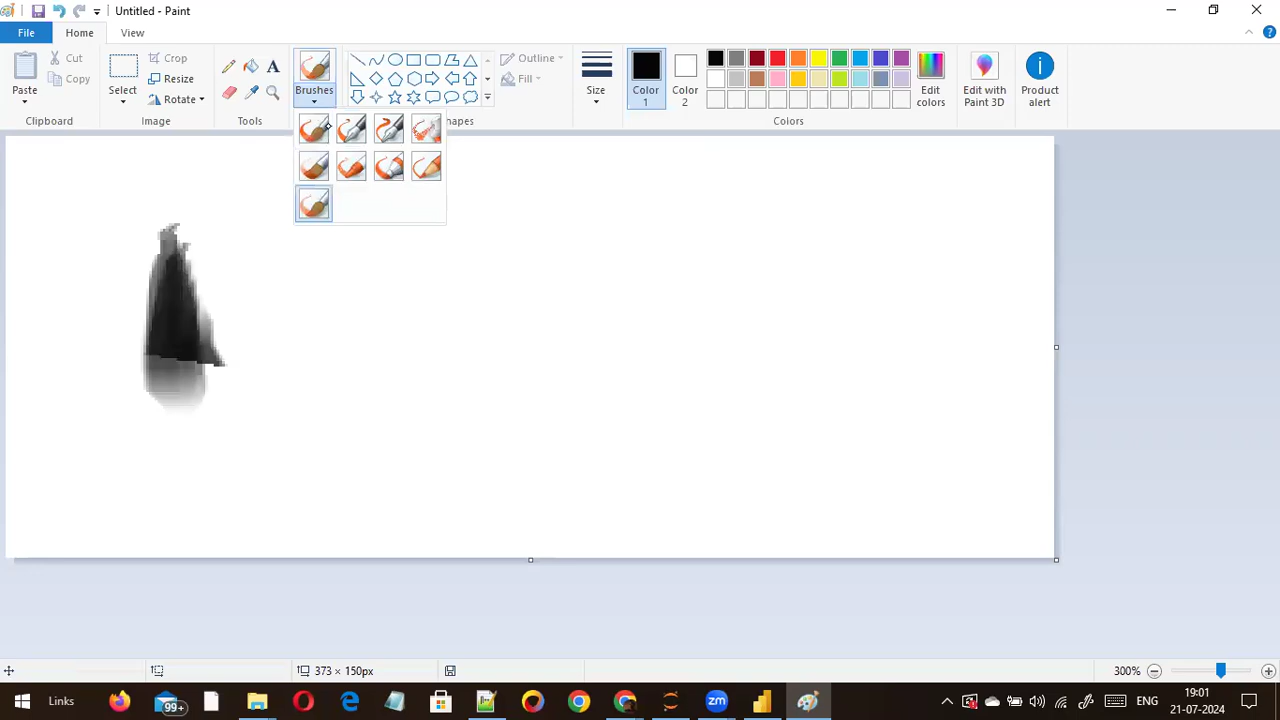 Untitled - Paint
File Home View
Paste
Cut
Copy
Clipboard
Select
Crop
Resize
Rotate
Image
A
Tools
Brushes
Outline
Fill
hapes
Size
Color 1
Color 2
Edit colors
Colors
Edit with Paint 3D
Product alert
373 × 150px
300%
Links
99+
zm
ENG
19:01
21-07-2024